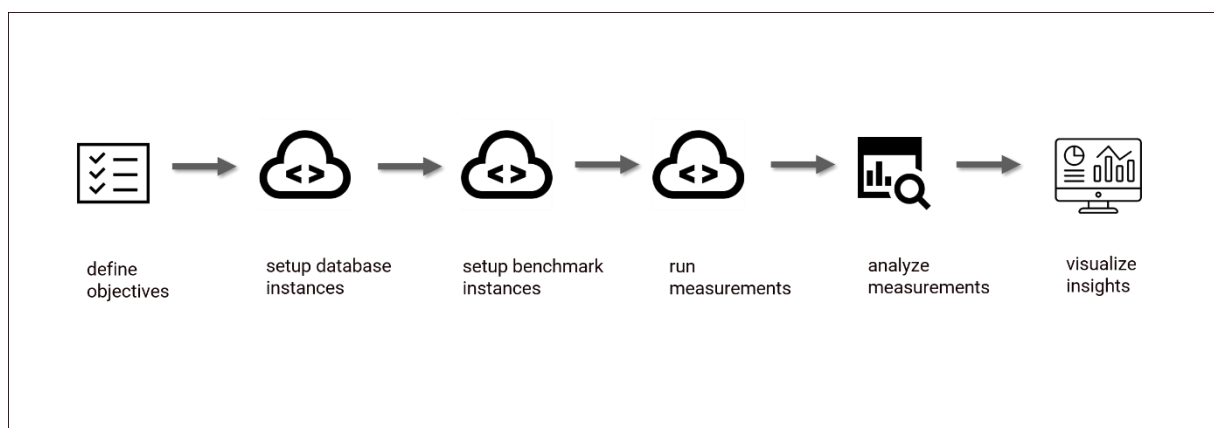 define
objectives
setup database
instances
setup benchmark
instances
run
measurements
analyze
measurements
visualize
insights